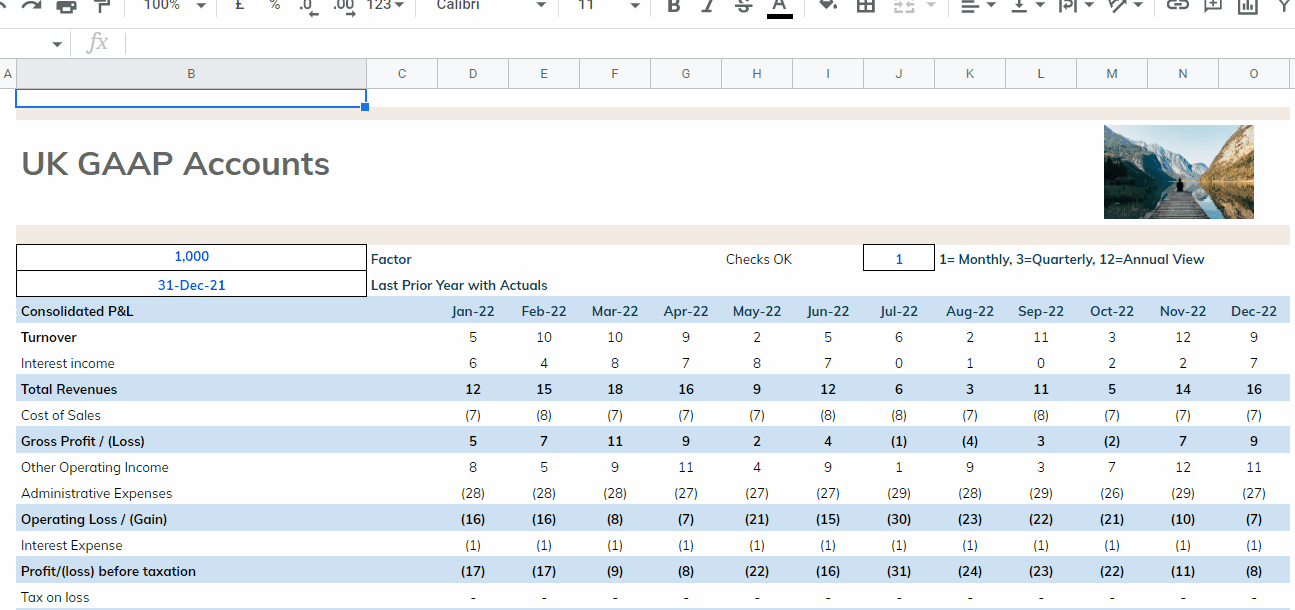 100% £ % .0 .00 123 Calibri 11 B I S A
fx
A B C D E F G H I J K L M N O
UK GAAP Accounts
1,000 Factor Checks OK 1 1= Monthly, 3=Quarterly, 12=Annual View
31-Dec-21 Last Prior Year with Actuals
Consolidated P&L Jan-22 Feb-22 Mar-22 Apr-22 May-22 Jun-22 Jul-22 Aug-22 Sep-22 Oct-22 Nov-22 Dec-22
Turnover 5 10 10 9 2 5 6 2 11 3 12 9
Interest income 6 4 8 7 8 7 0 1 0 2 2 7
Total Revenues 12 15 18 16 9 12 6 3 11 5 14 16
Cost of Sales (7) (8) (7) (7) (7) (8) (8) (7) (8) (7) (7) (7)
Gross Profit / (Loss) 5 7 11 9 2 4 (1) (4) 3 (2) 7 9
Other Operating Income 8 5 9 11 4 9 1 9 3 7 12 11
Administrative Expenses (28) (28) (28) (27) (27) (27) (29) (28) (29) (26) (29) (27)
Operating Loss / (Gain) (16) (16) (8) (7) (21) (15) (30) (23) (22) (21) (10) (7)
Interest Expense (1) (1) (1) (1) (1) (1) (1) (1) (1) (1) (1) (1)
Profit/(loss) before taxation (17) (17) (9) (8) (22) (16) (31) (24) (23) (22) (11) (8)
Tax on loss - - - - - - - - - - - -